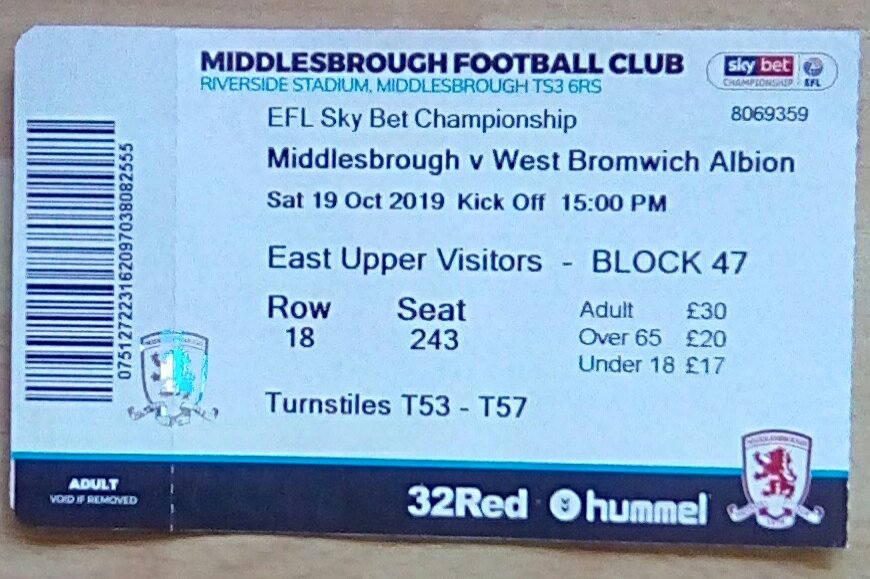 MIDDLESBROUGH FOOTBALL CLUB
RIVERSIDE STADIUM, MIDDLESBROUGH TS3 6RS
sky bet
CHAMPIONSHIP EFL
EFL Sky Bet Championship
8069359
Middlesbrough v West Bromwich Albion
Sat 19 Oct 2019 Kick Off 15:00 PM
East Upper Visitors - BLOCK 47
Row Seat
18 243
Adult £30
Over 65 £20
Under 18 £17
Turnstiles T53 - T57
075127223162097038082555
ADULT
VOID IF REMOVED
32Red hummel